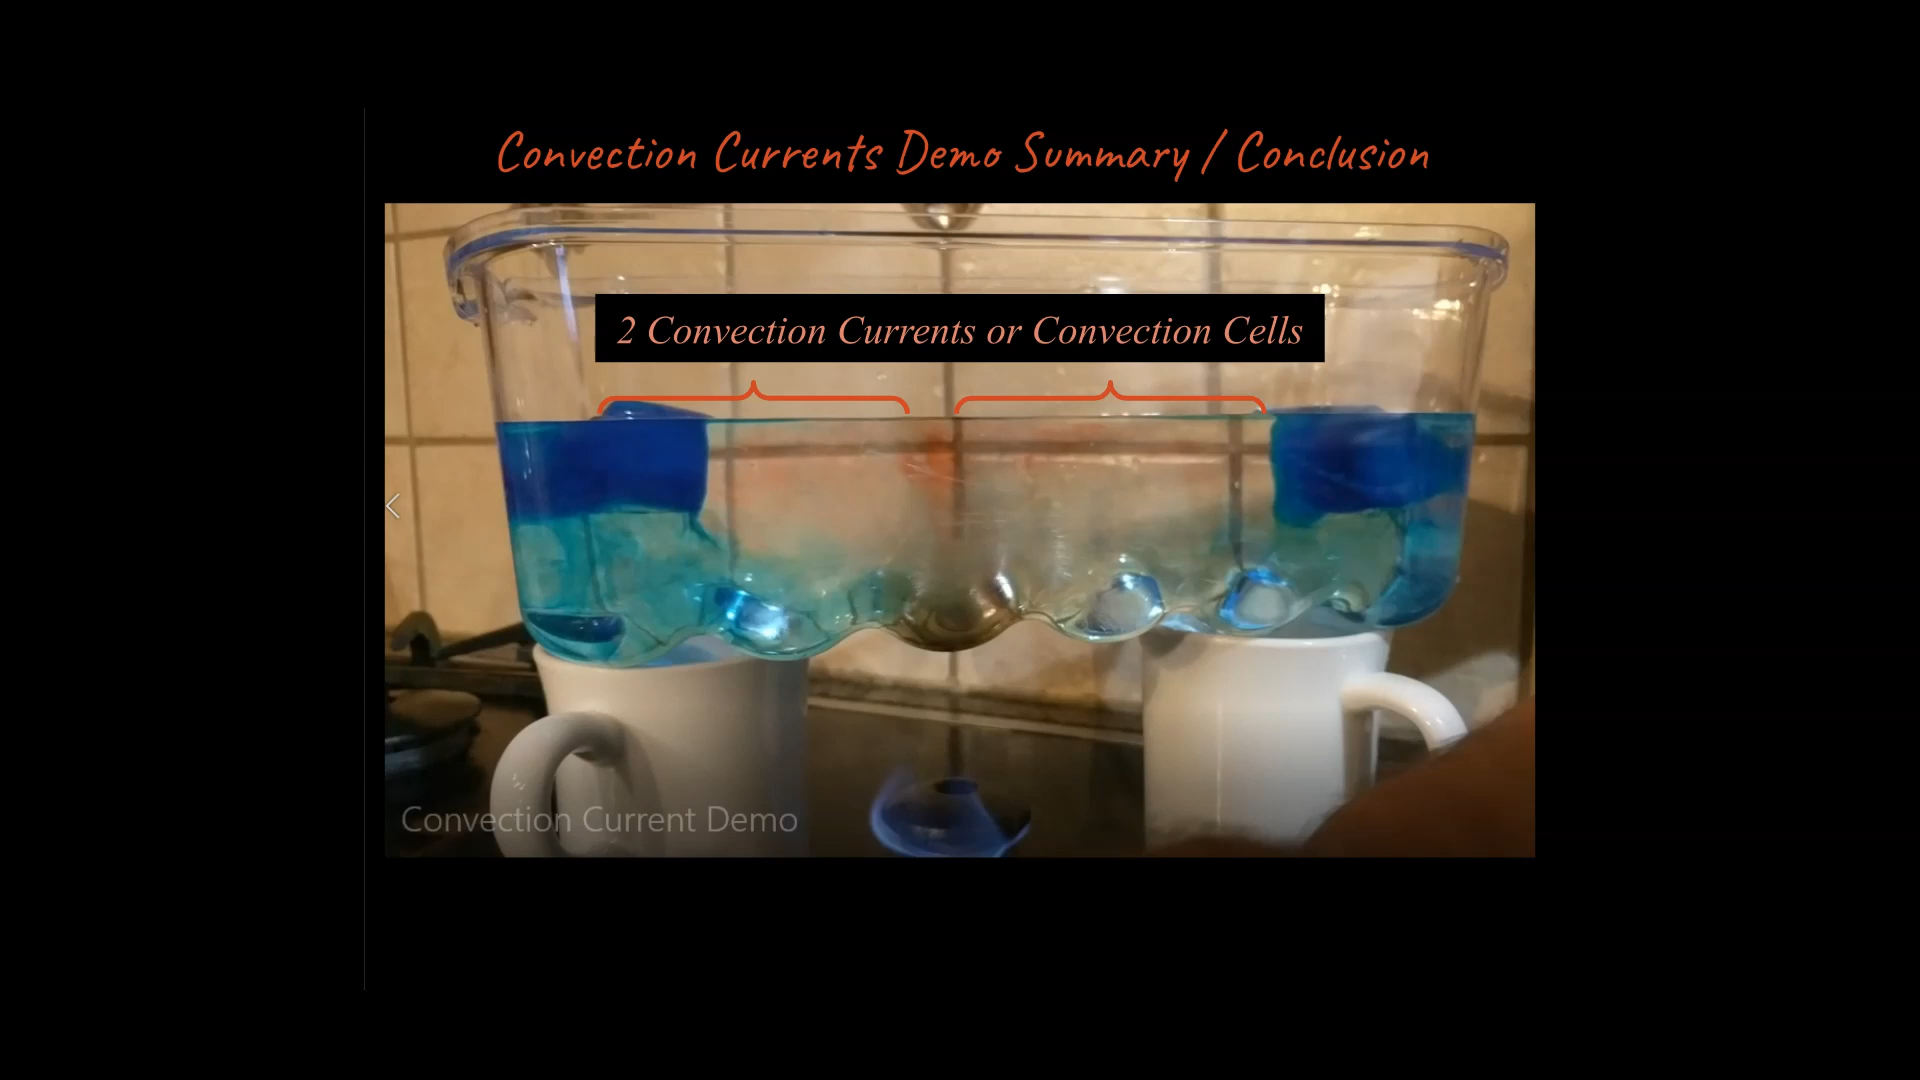 Convection Currents Demo Summary / Conclusion
2 Convection Currents or Convection Cells
Convection Current Demo